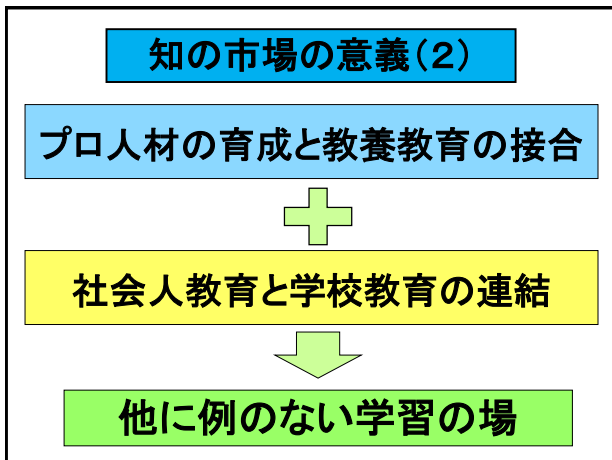 知の市場の意義(2)
プロ人材の育成と教養教育の接合
社会人教育と学校教育の連結
他に例のない学習の場